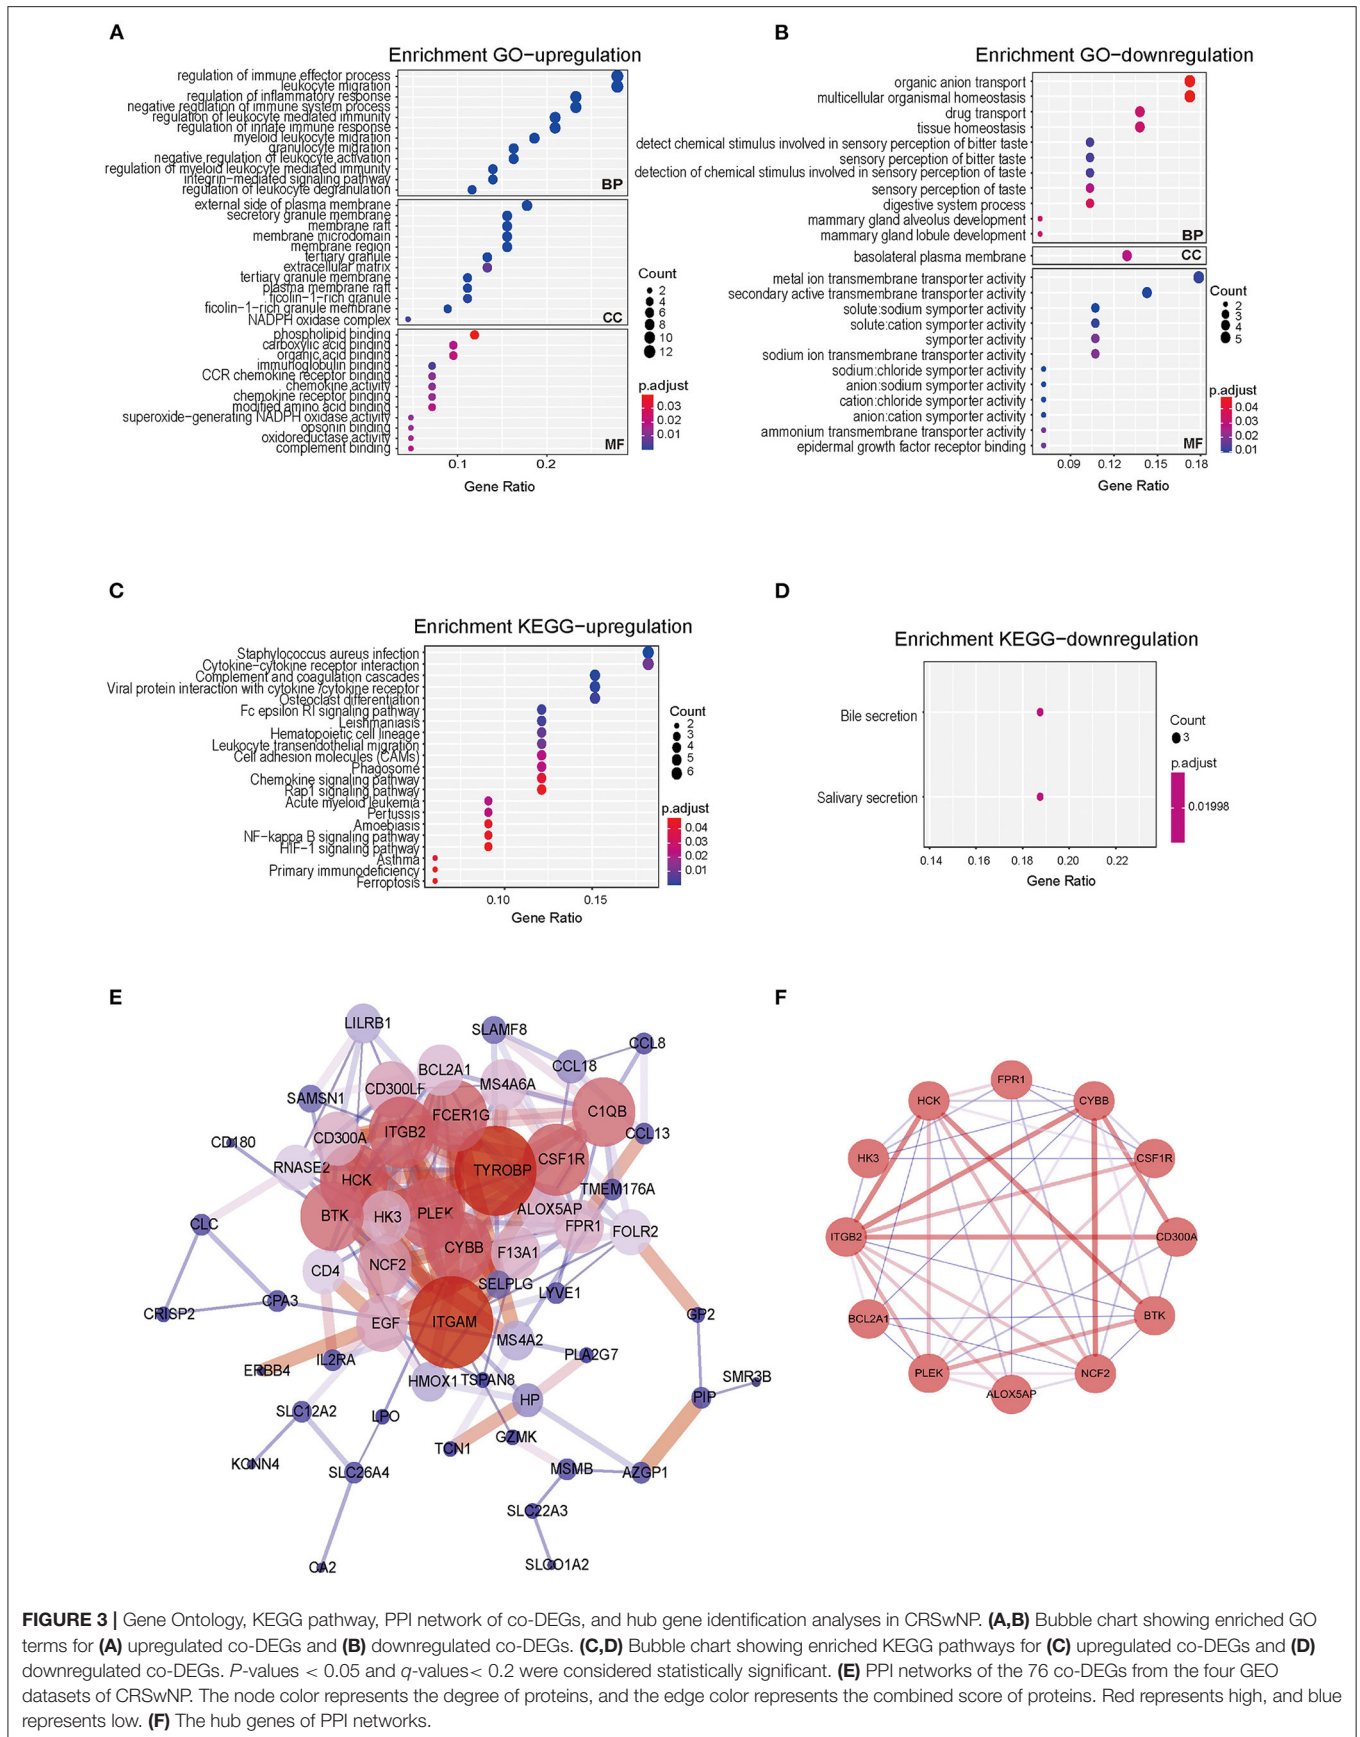 A
Enrichment GO−upregulation
regulation of immune effector process
leukocyte migration
regulation of inflammatory response
negative regulation of immune system process
regulation of leukocyte mediated immunity
regulation of innate immune response
myeloid leukocyte migration
granulocyte migration
negative regulation of leukocyte activation
regulation of myeloid leukocyte mediated immunity
integrin−mediated signaling pathway
regulation of leukocyte degranulation
BP
external side of plasma membrane
secretory granule membrane
membrane raft
membrane microdomain
membrane region
tertiary granule
extracellular matrix
tertiary granule membrane
plasma membrane raft
ficolin−1−rich granule
ficolin−1−rich granule membrane
NADPH oxidase complex
CC
phospholipid binding
carboxylic acid binding
organic acid binding
immunoglobulin binding
CCR chemokine receptor binding
chemokine activity
chemokine receptor binding
modified amino acid binding
superoxide−generating NADPH oxidase activity
opsonin binding
oxidoreductase activity
complement binding
MF
0.1 0.2
Gene Ratio
Count
2
4
6
8
10
12
p.adjust
0.03
0.02
0.01
B
Enrichment GO−downregulation
organic anion transport
multicellular organismal homeostasis
drug transport
tissue homeostasis
detect chemical stimulus involved in sensory perception of bitter taste
sensory perception of bitter taste
detection of chemical stimulus involved in sensory perception of taste
sensory perception of taste
digestive system process
mammary gland alveolus development
mammary gland lobule development
BP
basolateral plasma membrane
CC
metal ion transmembrane transporter activity
secondary active transmembrane transporter activity
solute:sodium symporter activity
solute:cation symporter activity
symporter activity
sodium ion transmembrane transporter activity
sodium:chloride symporter activity
anion:sodium symporter activity
cation:chloride symporter activity
anion:cation symporter activity
ammonium transmembrane transporter activity
epidermal growth factor receptor binding
MF
0.09 0.12 0.15 0.18
Gene Ratio
Count
2
3
4
5
p.adjust
0.04
0.03
0.02
0.01
C
Enrichment KEGG−upregulation
Staphylococcus aureus infection
Cytokine−cytokine receptor interaction
Complement and coagulation cascades
Viral protein interaction with cytokine /cytokine receptor
Osteoclast differentiation
Fc epsilon RI signaling pathway
Leishmaniasis
Hematopoietic cell lineage
Leukocyte transendothelial migration
Cell adhesion molecules (CAMs)
Phagosome
Chemokine signaling pathway
Rap1 signaling pathway
Acute myeloid leukemia
Pertussis
Amoebiasis
NF−kappa B signaling pathway
HIF−1 signaling pathway
Asthma
Primary immunodeficiency
Ferroptosis
0.10 0.15
Gene Ratio
Count
2
3
4
5
6
p.adjust
0.04
0.03
0.02
0.01
D
Enrichment KEGG−downregulation
Bile secretion
Salivary secretion
0.14 0.16 0.18 0.20 0.22
Gene Ratio
Count
3
p.adjust
0.01998
E
LILRB1
SLAMF8
CCL8
BCL2A1
CCL18
CD300LF
MS4A6A
SAMSN1
FCER1G
C1QB
CD180
CD300A
ITGB2
CCL13
RNASE2
HCK
TYROBP
CSF1R
TMEM176A
BTK
HK3
PLEK
ALOX5AP
CLC
FPR1
FOLR2
CYBB
F13A1
CD4
NCF2
SELPLG
LYVE1
CRISP2
CPA3
GP2
EGF
ITGAM
MS4A2
ERBB4
IL2RA
PLA2G7
HMOX1
TSPAN8
SMR3B
HP
PIP
SLC12A2
LPO
TCN1
GZMK
KCNN4
SLC26A4
MSMB
AZGP1
SLC22A3
CA2
SLCO1A2
F
FPR1
HCK
CYBB
HK3
CSF1R
ITGB2
CD300A
BCL2A1
BTK
PLEK
NCF2
ALOX5AP
FIGURE 3 | Gene Ontology, KEGG pathway, PPI network of co-DEGs, and hub gene identification analyses in CRSwNP. (A,B) Bubble chart showing enriched GO
terms for (A) upregulated co-DEGs and (B) downregulated co-DEGs. (C,D) Bubble chart showing enriched KEGG pathways for (C) upregulated co-DEGs and (D)
downregulated co-DEGs. P-values < 0.05 and q-values< 0.2 were considered statistically significant. (E) PPI networks of the 76 co-DEGs from the four GEO
datasets of CRSwNP. The node color represents the degree of proteins, and the edge color represents the combined score of proteins. Red represents high, and blue
represents low. (F) The hub genes of PPI networks.